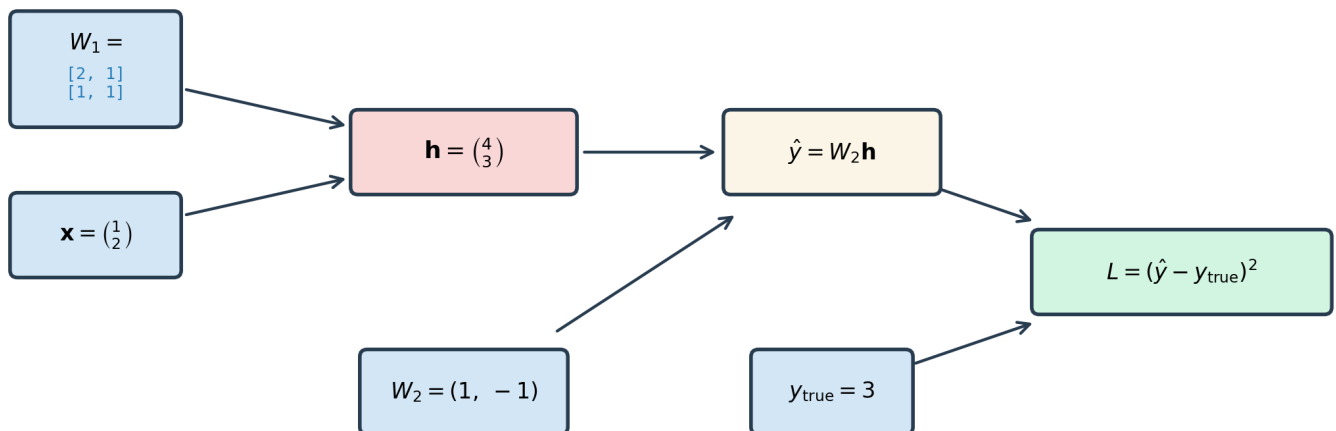 W₁ =
[2, 1]
[1, 1]
h = (4 3)
ŷ = W₂h
x = (1 2)
L = (ŷ − y_true)²
W₂ = (1, −1)
y_true = 3